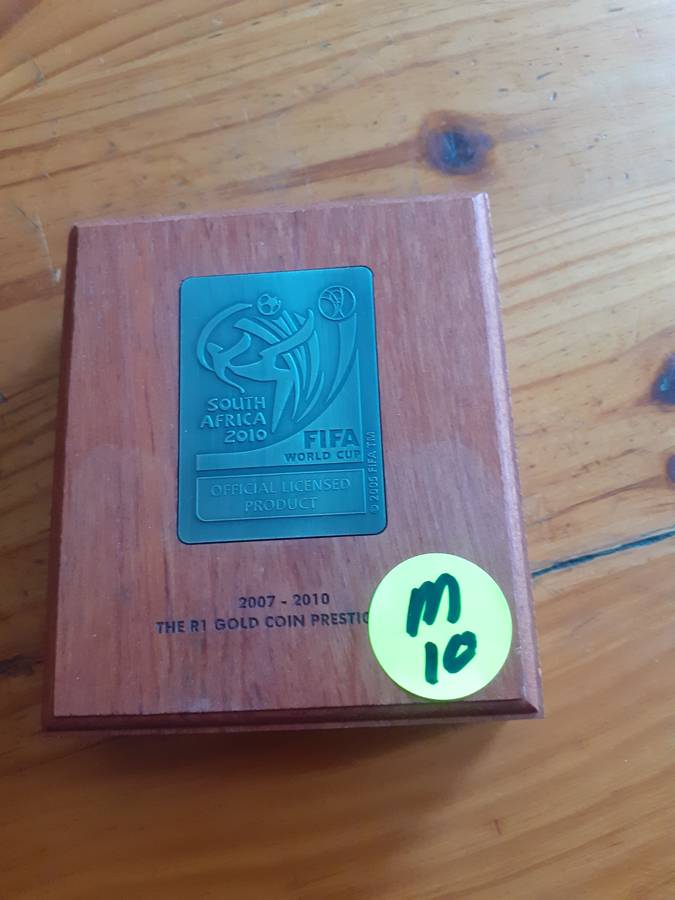 SOUTH
AFRICA
2010
FIFA
WORLD CUP
OFFICIAL LICENSED
PRODUCT
© 2005 FIFA TM
2007 - 2010
THE R1 GOLD COIN
M
10